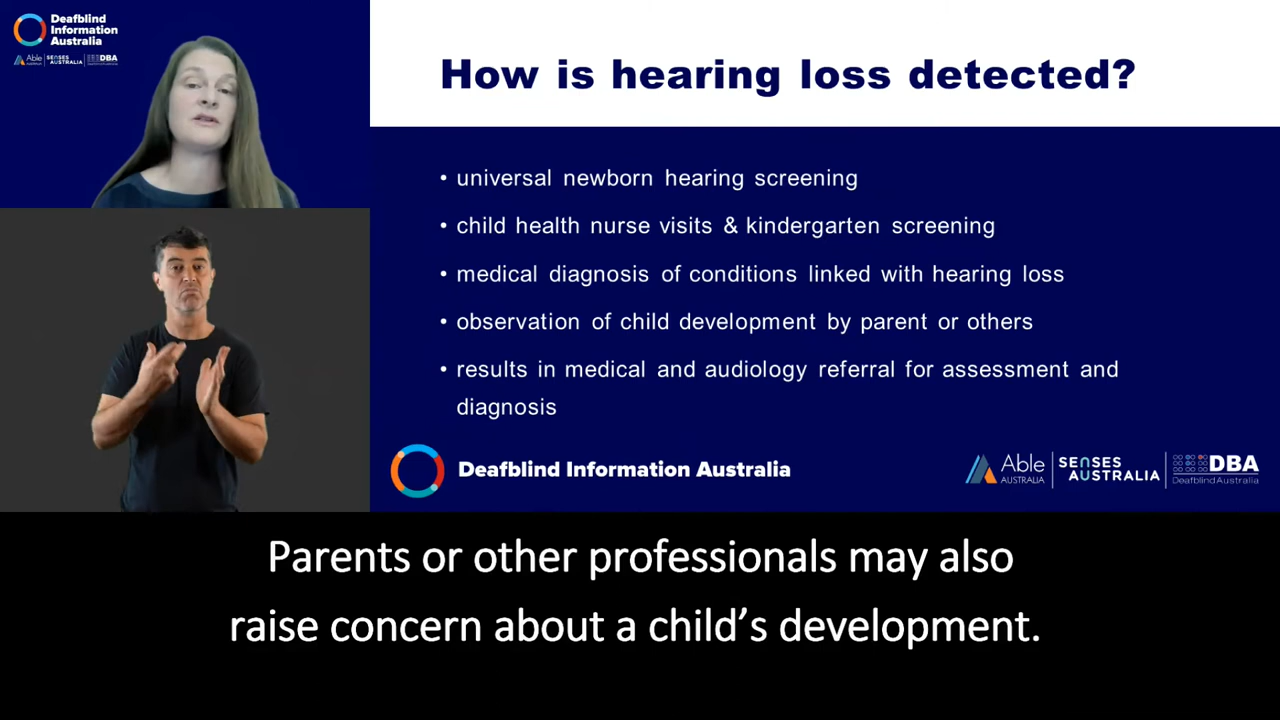 Deafblind
Information
Australia
Able
AUSTRALIA
SENSES
AUSTRALIA
DBA
How is hearing loss detected?
• universal newborn hearing screening
• child health nurse visits & kindergarten screening
• medical diagnosis of conditions linked with hearing loss
• observation of child development by parent or others
• results in medical and audiology referral for assessment and
diagnosis
Deafblind Information Australia
Able
AUSTRALIA
SENSES
AUSTRALIA
DBA
Deafblind Australia
Parents or other professionals may also
raise concern about a child’s development.